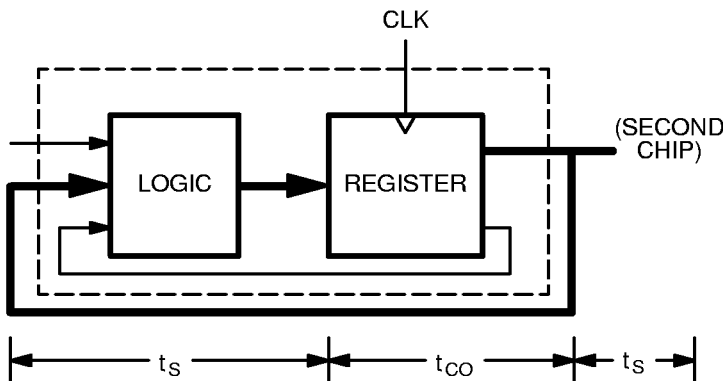 CLK
(SECOND
CHIP)
LOGIC
REGISTER
tS
tCO
tS